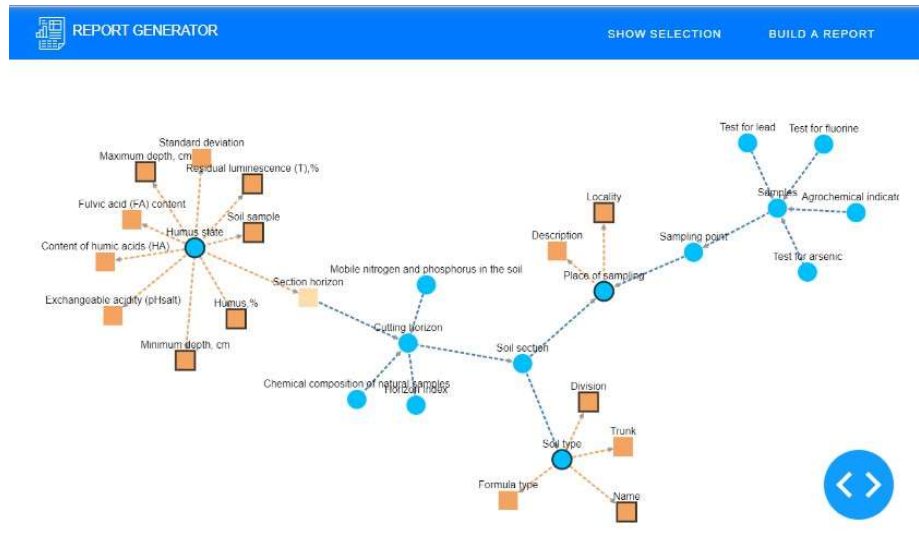 REPORT GENERATOR
SHOW SELECTION
BUILD A REPORT
Test for lead
Test for fluorine
Standard deviation
Maximum depth, cm
Residual luminescence (T),%
Samples
Agrochemical indicato
Locality
Fulvic acid (FA) content
Soil sample
Humus state
Description
Sampling point
Content of humic acids (HA)
Test for arsenic
Mobile nitrogen and phosphorus in the soil
Place of sampling
Section horizon
Exchangeable acidity (pHsalt)
Humus,%
Cutting horizon
Minimum depth, cm
Soil section
Chemical composition of natural samples
Horizon Index
Division
Trunk
Soil type
Formula type
Name